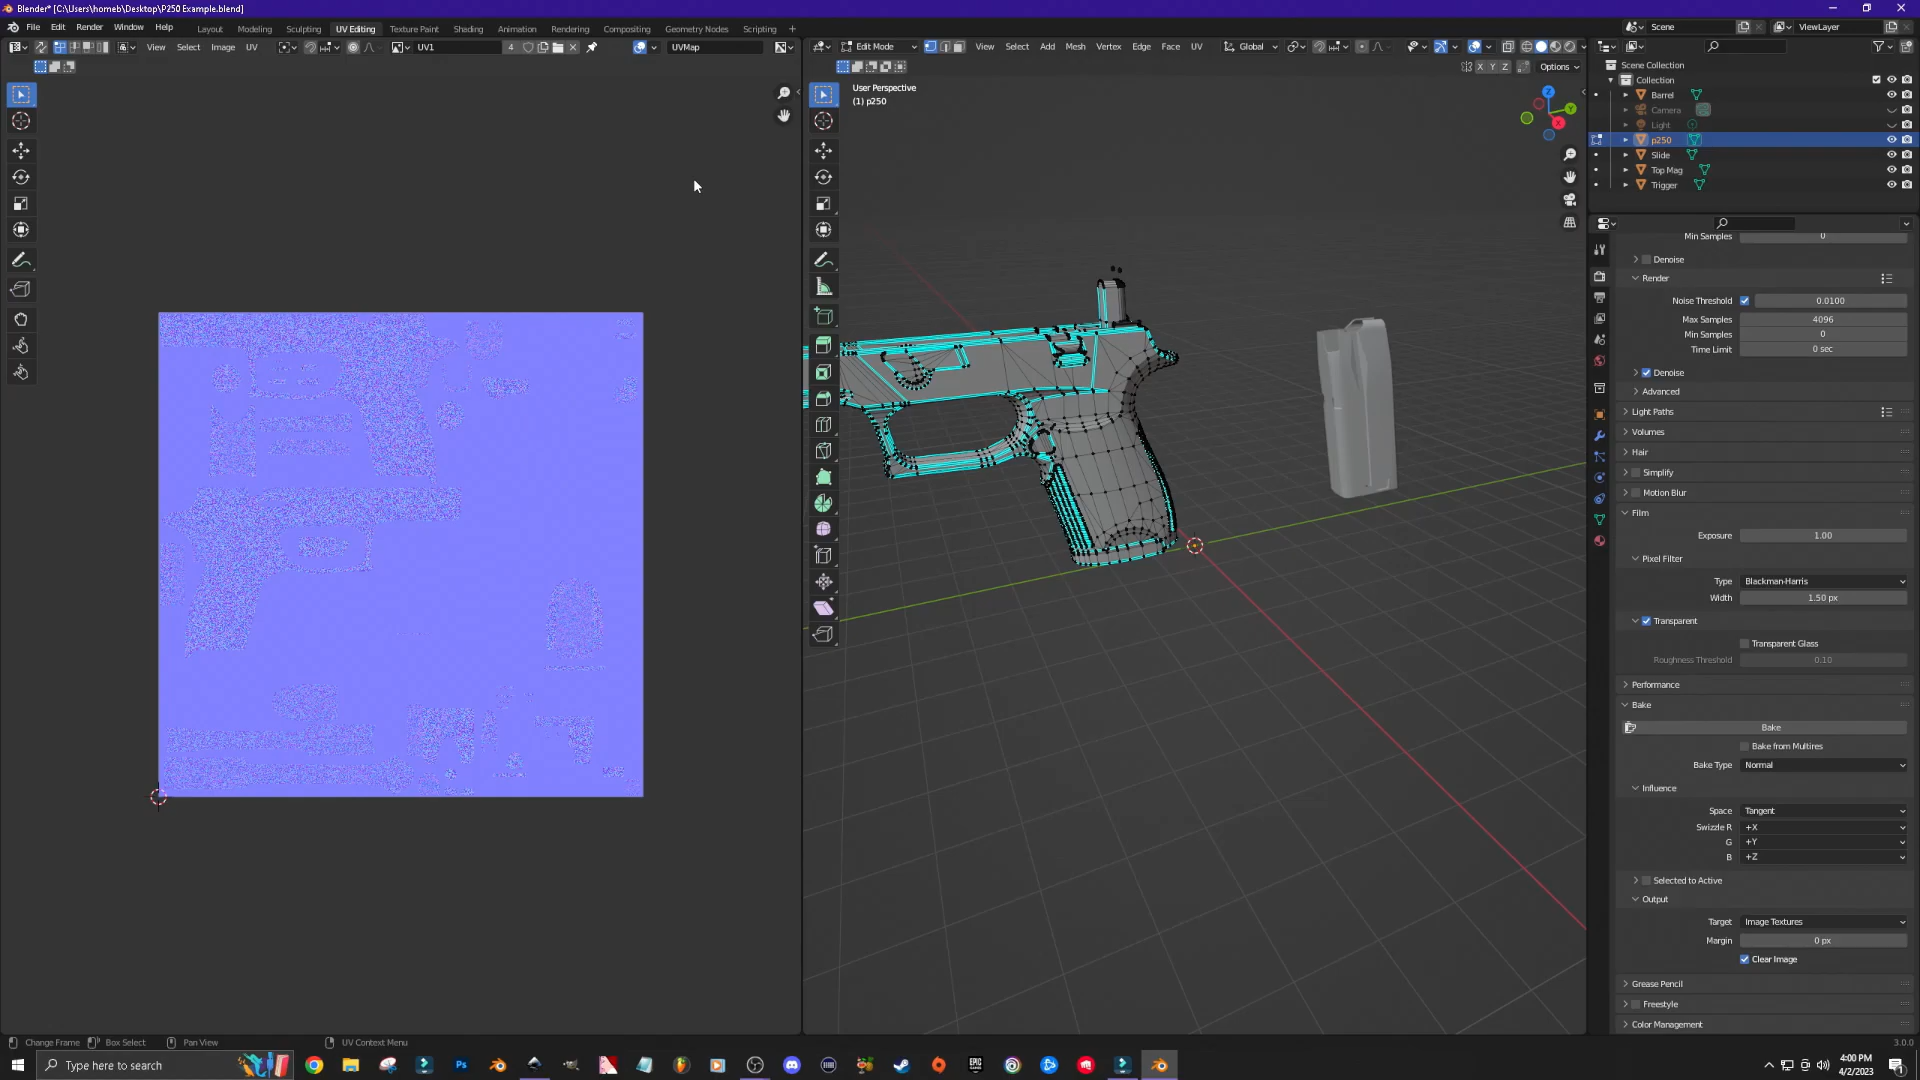 Blender* [C:\Users\homeb\Desktop\P250 Example.blend]
File Edit Render Window Help
Layout Modeling Sculpting UV Editing Texture Paint Shading Animation Rendering Compositing Geometry Nodes Scripting +
Scene ViewLayer
View Select Image UV UV1 4 UVMap
Edit Mode View Select Add Mesh Vertex Edge Face UV Global
X Y Z Options
User Perspective
(1) p250
Z Y X
Scene Collection
Collection
Barrel
Camera
Light
p250
Slide
Top Mag
Trigger
Min Samples 0
Denoise
Render
Noise Threshold 0.0100
Max Samples 4096
Min Samples 0
Time Limit 0 sec
Denoise
Advanced
Light Paths
Volumes
Hair
Simplify
Motion Blur
Film
Exposure 1.00
Pixel Filter
Type Blackman-Harris
Width 1.50 px
Transparent
Transparent Glass
Roughness Threshold 0.10
Performance
Bake
Bake
Bake from Multires
Bake Type Normal
Influence
Space Tangent
Swizzle R +X
G +Y
B +Z
Selected to Active
Output
Target Image Textures
Margin 0 px
Clear Image
Grease Pencil
Freestyle
Color Management
Change Frame Box Select Pan View UV Context Menu 3.0.0
Type here to search
Ps
EPIC
4:00 PM
4/2/2023
1